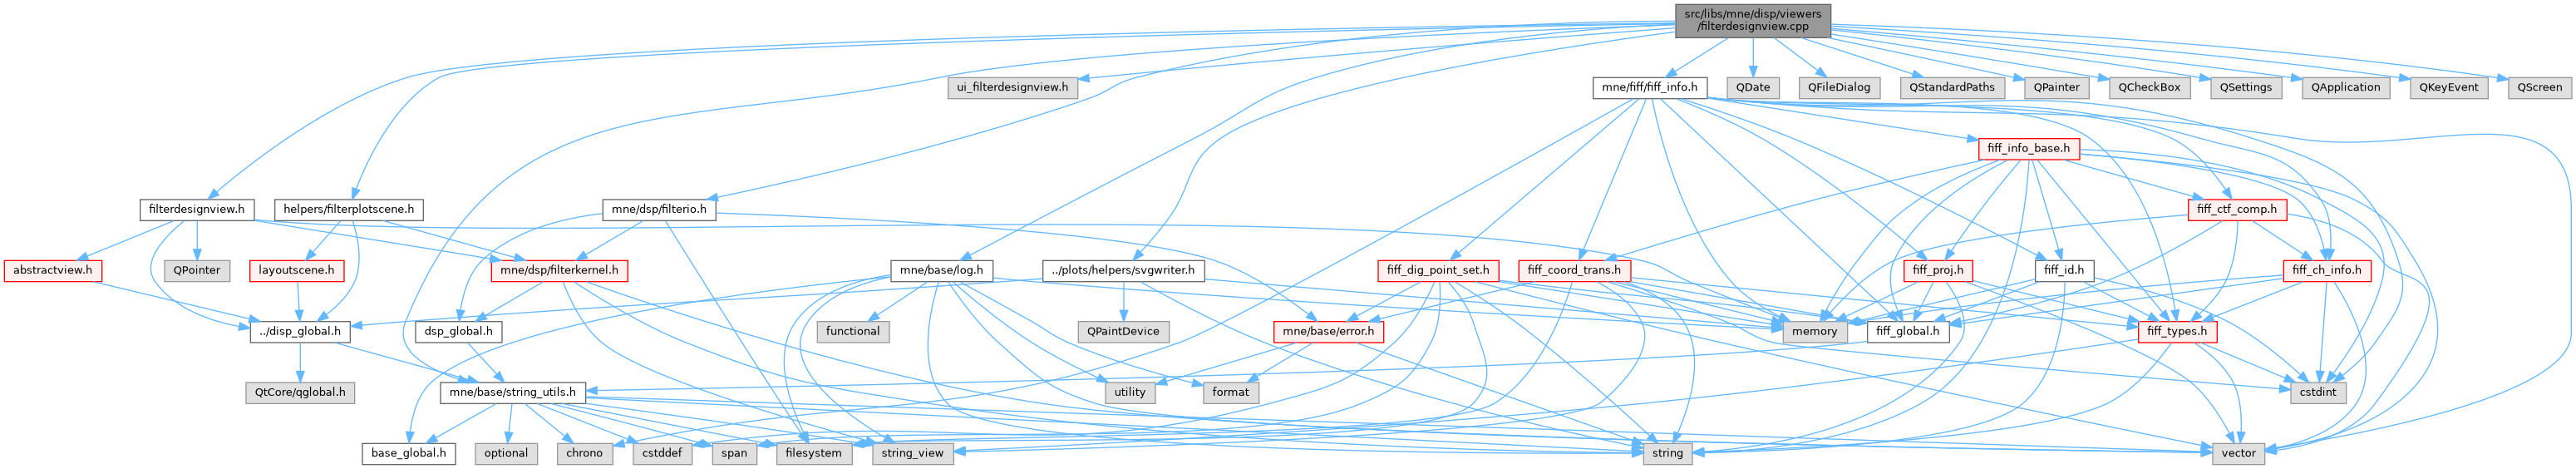 src/libs/mne/disp/viewers
/filterdesignview.cpp
ui_filterdesignview.h
mne/fiff/fiff_info.h
QDate
QFileDialog
QStandardPaths
QPainter
QCheckBox
QSettings
QApplication
QKeyEvent
QScreen
fiff_info_base.h
filterdesignview.h
helpers/filterplotscene.h
mne/dsp/filterio.h
fiff_ctf_comp.h
abstractview.h
QPointer
layoutscene.h
mne/dsp/filterkernel.h
mne/base/log.h
../plots/helpers/svgwriter.h
fiff_dig_point_set.h
fiff_coord_trans.h
fiff_proj.h
fiff_id.h
fiff_ch_info.h
../disp_global.h
dsp_global.h
functional
QPaintDevice
mne/base/error.h
memory
fiff_global.h
fiff_types.h
QtCore/qglobal.h
mne/base/string_utils.h
utility
format
cstdint
base_global.h
optional
chrono
cstddef
span
filesystem
string_view
string
vector